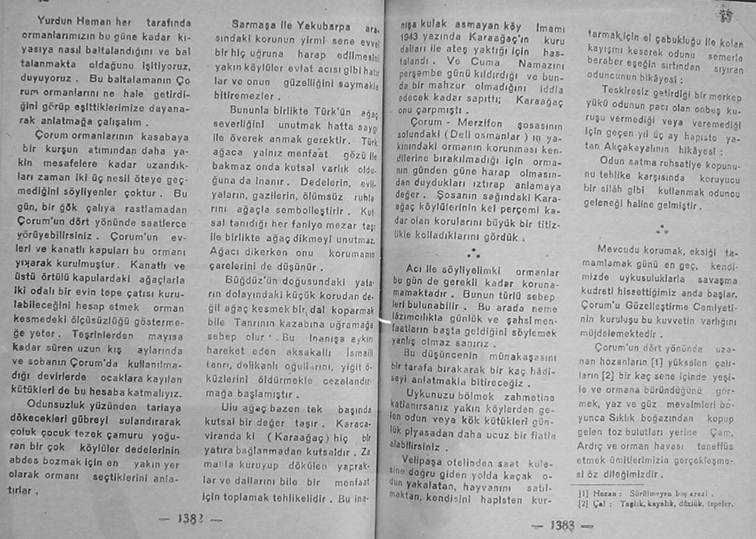 Yurdun Heman her tarafında
ormanlarımızın bu güne kadar kı-
yasıya nasıl baltalandığını ve bal
talanmakta olduğunu işitiyoruz,
duyuyoruz . Bu baltalamanın Ço
rum ormanlarını ne hale getirdi-
ğini görüp eşittiklerimize dayana-
rak anlatmağa çalışalım .
Çorum ormanlarının kasabaya
bir kurşun atımından daha ya-
kin mesafelere kadar uzandık-
ları zaman iki üç nesil öteye geç-
mediğini söyliyenler çoktur . Bu
gün, bir gök çalıya rastlamadan
Çorum'un dört yönünde saatlerce
yürüyebilirsiniz . Çorum'un ev-
leri ve kanatlı kapuları bu ormanı
yıxarak kurulmuştur. Kanatlı ve
üstü örtülü kapulardaki ağaçlarla
iki odalı bir evin tepe çatısı kuru-
labileceğini hesap etmek orman
kesmedeki ölçüsüzlüğü gösterme-
ğe yeter . Teşrinlerden mayısa
kadar süren uzun kış aylarında
ve sobanın Çorum'da kullanılma-
dığı devirlerde ocaklara kayılan
kütükleri de bu hesaba katmalıyız.
Odunsuzluk yüzünden tarlaya
dökecekleri gübreyi sulandırarak
çoluk çocuk tezek çamuru yoğu-
ran bir çok köylüler dedelerinin
abdes bozmak için en yakın yer
olarak ormanı seçtiklerini anla-
tırlar .
— 1382 —
Sarmaşa ile Yekubarpa ara
sındaki korunun yirmi sene evvel
bir hiç uğruna harap edilmesini
yakın köylüler evlat acısı gibi hatır
lar ve onun güzelliğini saymakla
bitiremezler .
Bununla birlikte Türk'ün ağaç
severliğini unutmak hatta saygı
ile övmek anmak gerektir. Türk
ağaca yalnız menfaat gözü ile
bakmaz onda kutsal varlık oldu-
ğuna da inanır . Dedelerin, evli-
yaların, gazilerin, ölümsüz ruhla
rını ağaçla sembolleştirir . Kut-
sal tanıdığı her faniye mezar taşı
ile birlikte ağaç dikmeyi unutmaz.
Ağacı dikerken onu korumanın
çarelerini de düşünür .
Büğdüz'ün doğusundaki yatı-
rın dolayındaki küçük korudan de-
ğil ağaç kesmek bir dal koparmak
bile Tanrının kazabına uğramağa
sebep olur . Bu inanışa aykırı
hareket eden aksakallı İsmail
tanrı, delikanlı oğullarını, yiğit ö-
küzlerini öldürmekle cezalandır
mağa başlamıştır .
Ulu ağaç bazen tek başında
kutsal bir değer taşır . Karaca-
viranda ki ( Karaağaç) hiç bir
yatıra bağlanmadan kutsaldır . Za
manla kuruyup dökülen yaprak-
lar ve dallarını bile bir menfaat
için toplamak tehlikelidir . Bu ina-
nışa kulak asmayan köy imamı
1943 yazında Karaağaç'ın kuru
dalları ile ateş yaktığı için has-
talandı . Ve Cuma Namazını
perşembe günü kıldırdığı ve bun-
da bir mahzur olmadığını iddia
edecek kadar sapıttı; Karaağaç
onu çarpmıştı .
Çorum - Merzifon şosasının
solundaki (Deli osmanlar ) ın ya-
kınındaki ormanın korunması ken-
dilerine bırakılmadığı için orma-
nın günden güne harap olmasın-
dan duydukları ıztırap anlamaya
değer . Şosanın sağındaki Kara-
ağaç köylülerinin kel perçemi ka-
dar olan korularını büyük bir titiz-
likle kolladıklarını gördük .
Acı ile söyliyelimki ormanlar
bu gün de gerekli kadar koruna-
mamaktadır . Bunun türlü sebep
leri bulunabilir . Bu arada neme
lâzımcılıkta günlük ve şahsî men-
faatların başta geldiğini söylemek
yanlış olmaz sanırız .
Bu düşüncenin münakaşasını
bir tarafa bırakarak bir kaç hâdi-
seyi anlatmakla bitireceğiz .
Uykunuzu bölmek zahmetine
katlanırsanız yakın köylerden ge-
len odun veya kök kütükleri gün-
lük piyasadan daha ucuz bir fiatle
alabilirsiniz .
Velipaşa otelinden saat kule-
sine doğru giden yolda kaçak o-
dun yakalatan, hayvanını satıl-
maktan, kendisini hapisten kur-
tarmak için el çabukluğu ile kolan
kayışını keserek odunu semerle
beraber eşeğin sırtından sıyıran
oduncunun hikâyesi :
Teskiresiz getirdiği bir merkep
yükü odunun pacı olan onbeş ku-
ruşu vermediği veya veremediği
için geçen yıl üç ay hapiste ya-
tan Akçakayalının hikâyesi :
Odun satma ruhsatiye kopunu-
nu tehlike karşısında koruyucu
bir silâh gibi kullanmak oduncu
geleneği haline gelmiştir .
Mevcudu korumak, eksiği ta-
mamlamak günü en geç, kendi-
mizde uykusuluklarla savaşma
kudreti hissettiğimiz anda başlar.
Çorum'u Güzelleştirme Cemiyeti-
nin kuruluşu bu kuvvetin varlığını
müjdelemektedir .
Çorum'un dört yönünde uza-
nan hozanların [1] yükselen çalı-
ların [2] bir kaç sene içinde yeşi-
le ve ormana büründüğünü gör-
mek, yaz ve güz mevsimleri bo-
yunca Sıklık boğazından kopup
gelen toz bulutları yerine Çam,
Ardıç ve orman havası teneffüs
etmek ümitlerimizin gerçekleşme-
si öz dileğimizdir .
[1] Hozan : Sürülmeyen boş arazi .
[2] Çal : Taşlık, kayalık, düzlük, tepeler.
— 1383 —